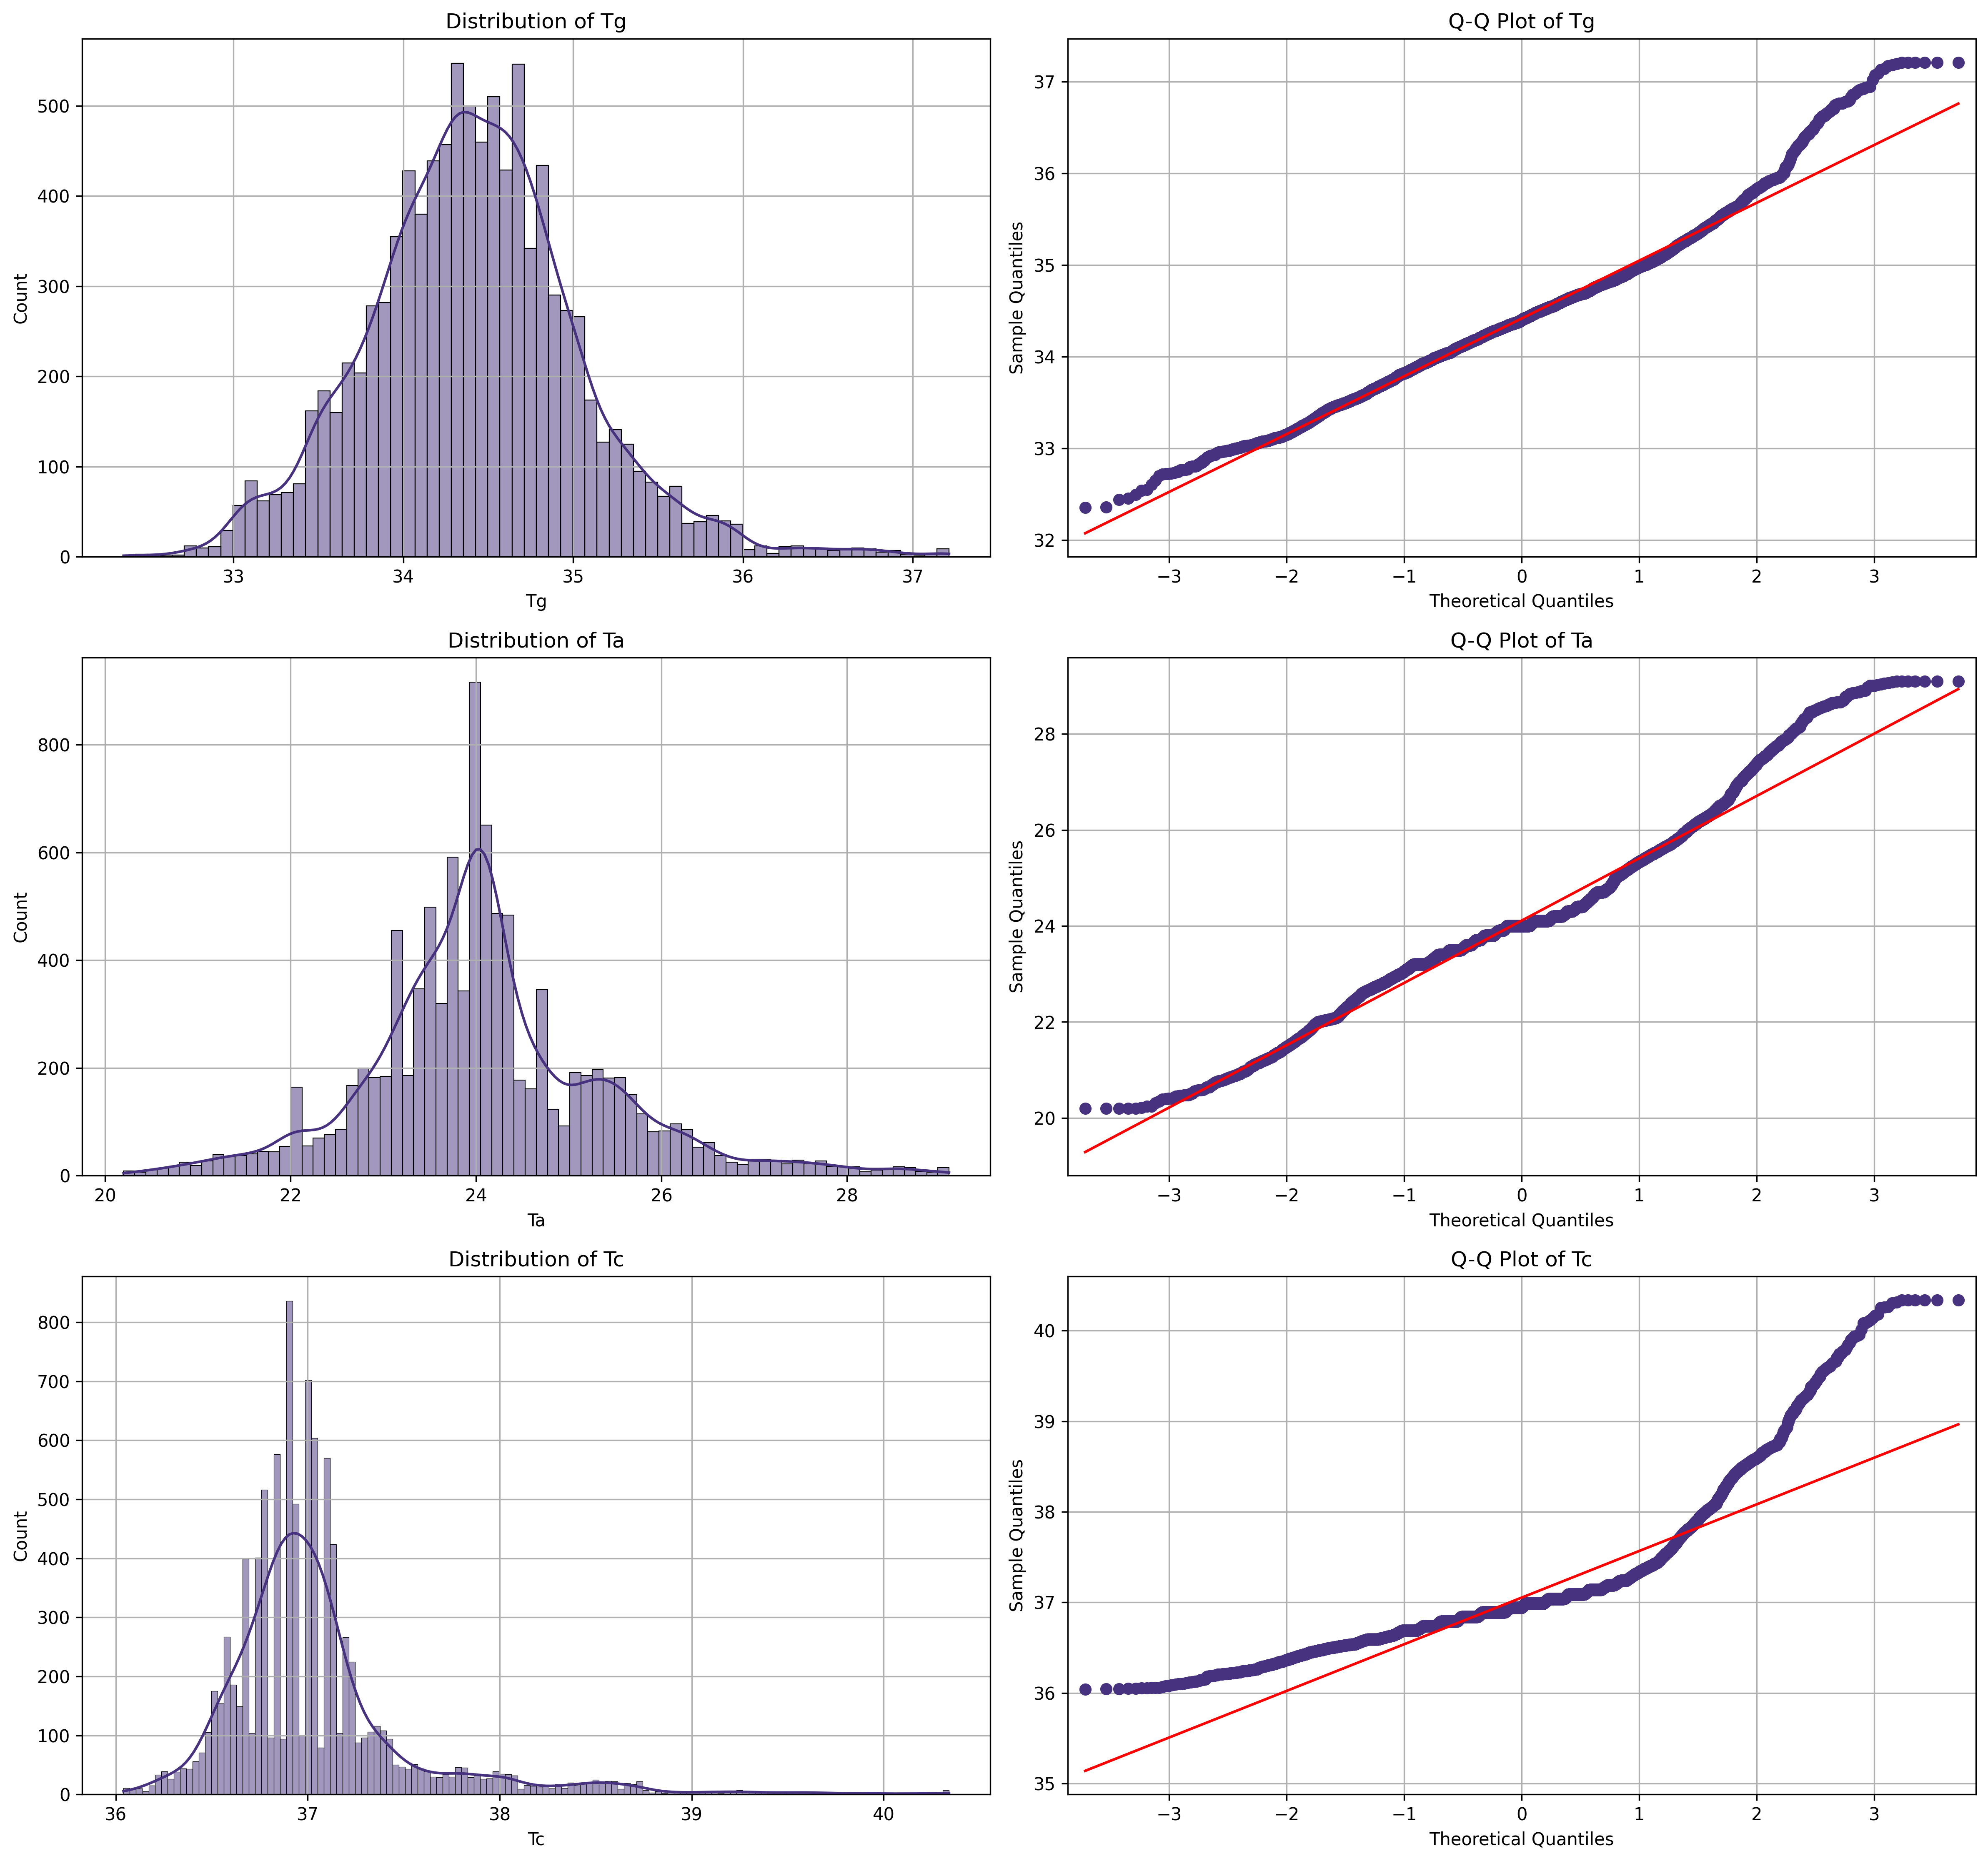 Distribution of Tg
Q-Q Plot of Tg
Count
500
400
300
200
100
0
33 34 35 36 37
Tg
Sample Quantiles
37
36
35
34
33
32
−3 −2 −1 0 1 2 3
Theoretical Quantiles
Distribution of Ta
Q-Q Plot of Ta
Count
800
600
400
200
0
20 22 24 26 28
Ta
Sample Quantiles
28
26
24
22
20
−3 −2 −1 0 1 2 3
Theoretical Quantiles
Distribution of Tc
Q-Q Plot of Tc
Count
800
700
600
500
400
300
200
100
0
36 37 38 39 40
Tc
Sample Quantiles
40
39
38
37
36
35
−3 −2 −1 0 1 2 3
Theoretical Quantiles